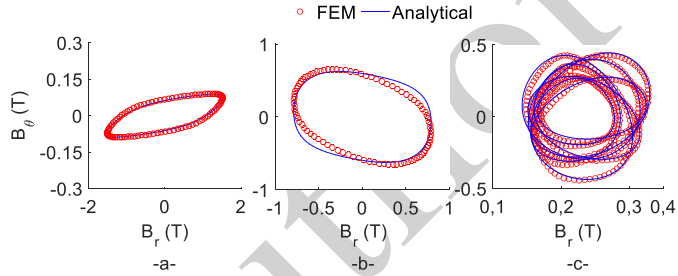 FEM Analytical
0.3 1 0.5
0.15
0 0 0
-0.15
-0.3 -1 -0.5
-2 0 2 -1 -0.5 0 0.5 1 0,1 0,2 0,3 0,4
B_θ (T)
B_r (T) B_r (T) B_r (T)
-a- -b- -c-